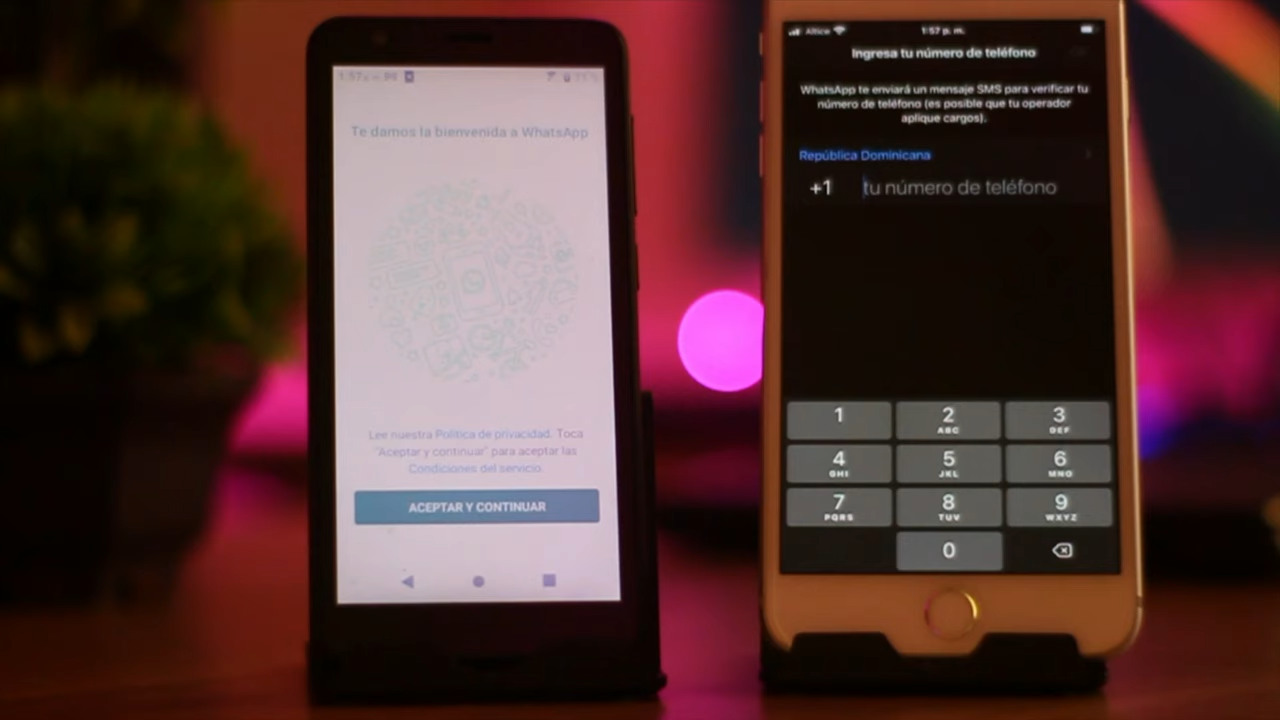 Te damos la bienvenida a WhatsApp
Lee nuestra Política de privacidad. Toca
"Aceptar y continuar" para aceptar las
Condiciones del servicio.
ACEPTAR Y CONTINUAR
Altice 1:57 p. m.
Ingresa tu número de teléfono
WhatsApp te enviará un mensaje SMS para verificar tu
número de teléfono (es posible que tu operador
aplique cargos).
República Dominicana
+1 tu número de teléfono
1 2 3
ABC DEF
4 5 6
GHI JKL MNO
7 8 9
PQRS TUV WXYZ
0